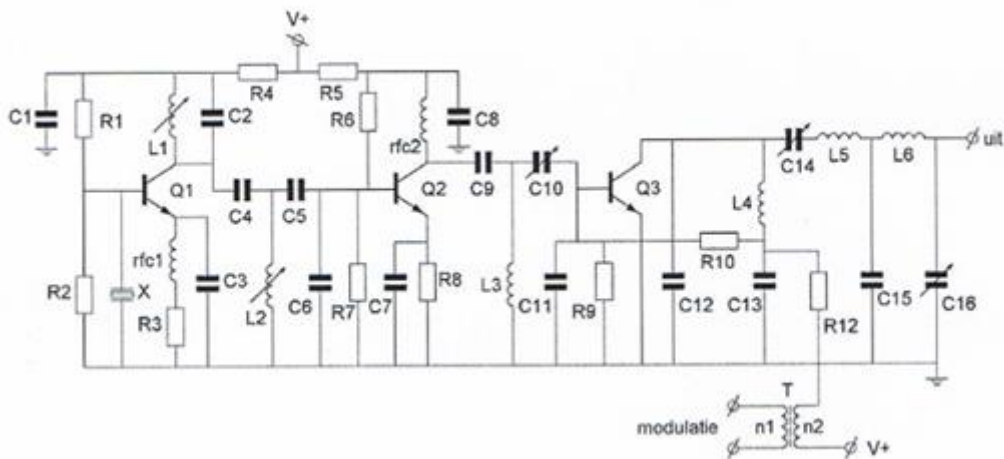 V+
C1
R1
L1
C2
R4
R5
R6
rfc2
C8
Q1
C4
C5
Q2
C9
C10
Q3
C14
L5
L6
uit
L4
R2
X
rfc1
R3
C3
L2
C6
R7
C7
R8
L3
C11
R9
R10
C12
C13
R12
C15
C16
T
modulatie
n1
n2
V+